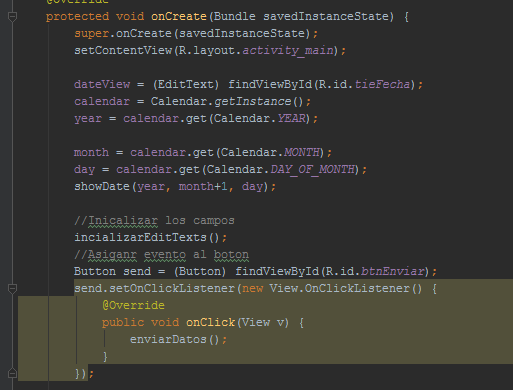 @Override
protected void onCreate(Bundle savedInstanceState) {
super.onCreate(savedInstanceState);
setContentView(R.layout.activity_main);
dateView = (EditText) findViewById(R.id.tieFecha);
calendar = Calendar.getInstance();
year = calendar.get(Calendar.YEAR);
month = calendar.get(Calendar.MONTH);
day = calendar.get(Calendar.DAY_OF_MONTH);
showDate(year, month+1, day);
//Inicalizar los campos
incializarEditTexts();
//Asiganr evento al boton
Button send = (Button) findViewById(R.id.btnEnviar);
send.setOnClickListener(new View.OnClickListener() {
@Override
public void onClick(View v) {
enviarDatos();
}
});